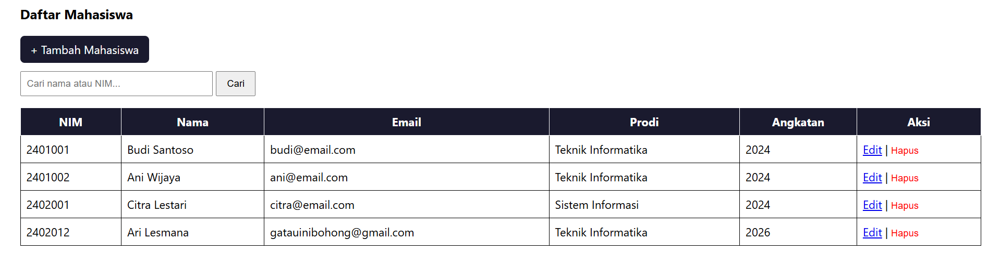 Daftar Mahasiswa
+ Tambah Mahasiswa
Cari nama atau NIM... Cari
NIM Nama Email Prodi Angkatan Aksi
2401001 Budi Santoso budi@email.com Teknik Informatika 2024 Edit | Hapus
2401002 Ani Wijaya ani@email.com Teknik Informatika 2024 Edit | Hapus
2402001 Citra Lestari citra@email.com Sistem Informasi 2024 Edit | Hapus
2402012 Ari Lesmana gatauinibohong@gmail.com Teknik Informatika 2026 Edit | Hapus